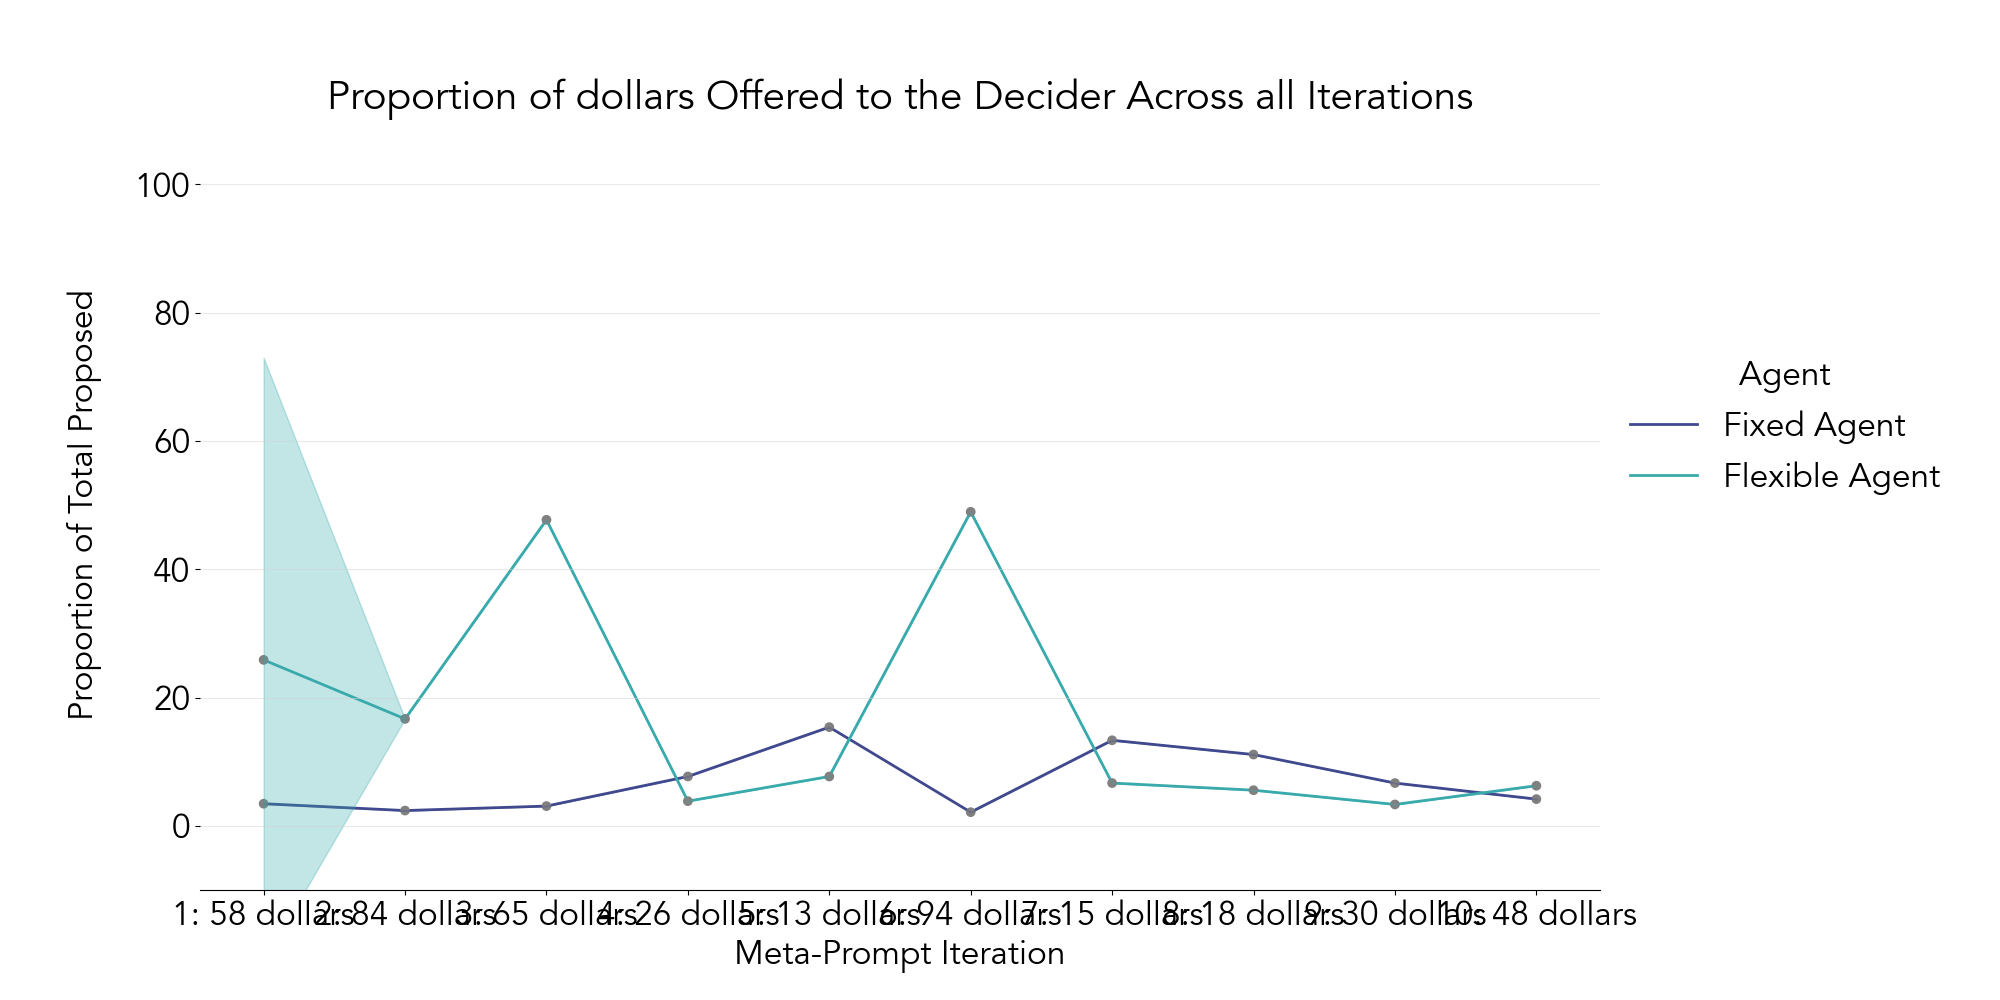 Proportion of dollars Offered to the Decider Across all Iterations
100
80
60
40
20
0
Proportion of Total Proposed
1: 58 dollars
2: 84 dollars
3: 65 dollars
4: 26 dollars
5: 13 dollars
6: 94 dollars
7: 15 dollars
8: 18 dollars
9: 30 dollars
10: 48 dollars
Meta-Prompt Iteration
Agent
Fixed Agent
Flexible Agent